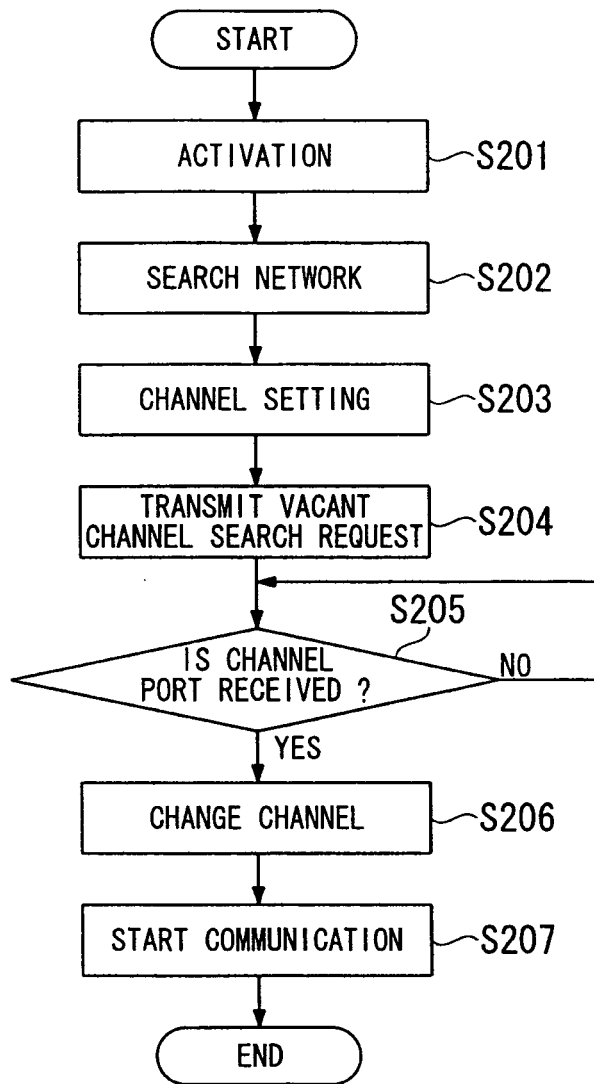 START
ACTIVATION
S201
SEARCH NETWORK
S202
CHANNEL SETTING
S203
TRANSMIT VACANT
CHANNEL SEARCH REQUEST
S204
S205
IS CHANNEL
PORT RECEIVED ?
NO
YES
CHANGE CHANNEL
S206
START COMMUNICATION
S207
END